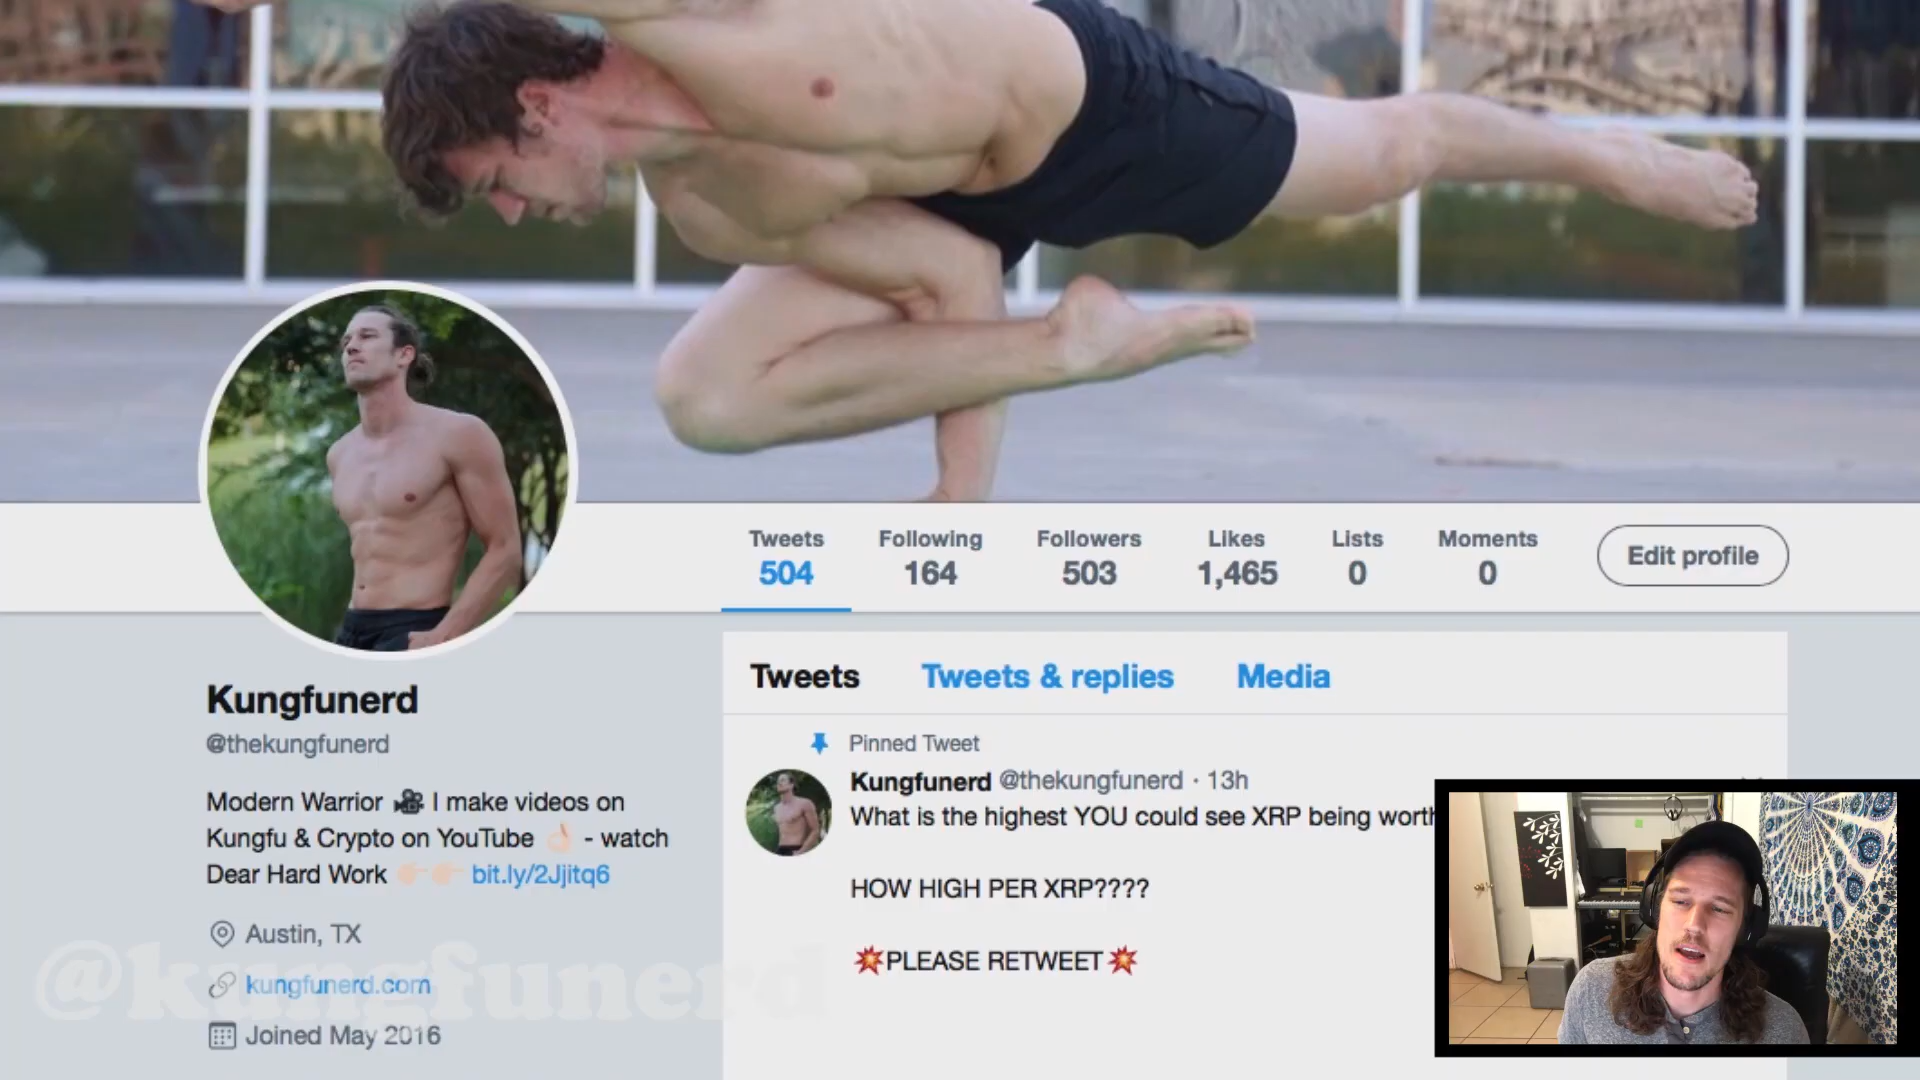 Tweets Following Followers Likes Lists Moments
504 164 503 1,465 0 0
Edit profile
Kungfunerd
@thekungfunerd
Modern Warrior 🎥 I make videos on
Kungfu & Crypto on YouTube 👌🏻 - watch
Dear Hard Work 👉🏻👉🏻 bit.ly/2Jjitq6
Austin, TX
kungfunerd.com
Joined May 2016
@kungfunerd
Tweets Tweets & replies Media
Pinned Tweet
Kungfunerd @thekungfunerd · 13h
What is the highest YOU could see XRP being worth
HOW HIGH PER XRP????
💥PLEASE RETWEET💥